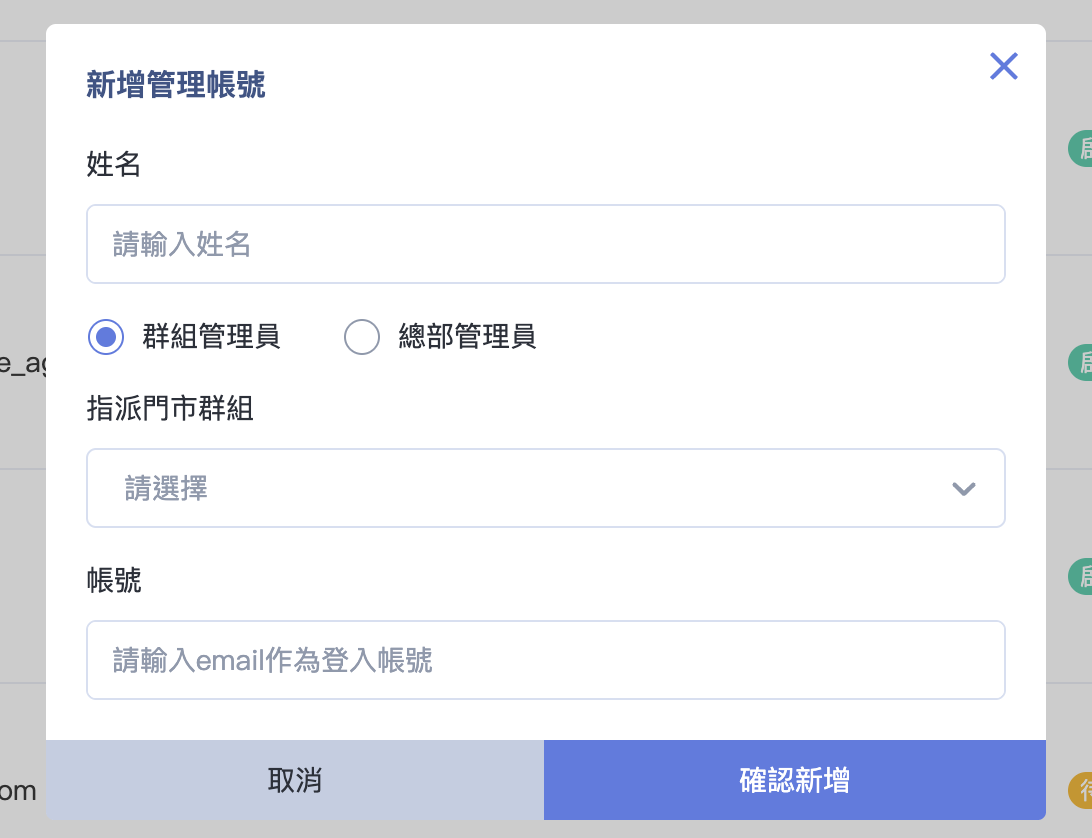 新增管理帳號
姓名
請輸入姓名
群組管理員 總部管理員
指派門市群組
請選擇
帳號
請輸入email作為登入帳號
取消 確認新增